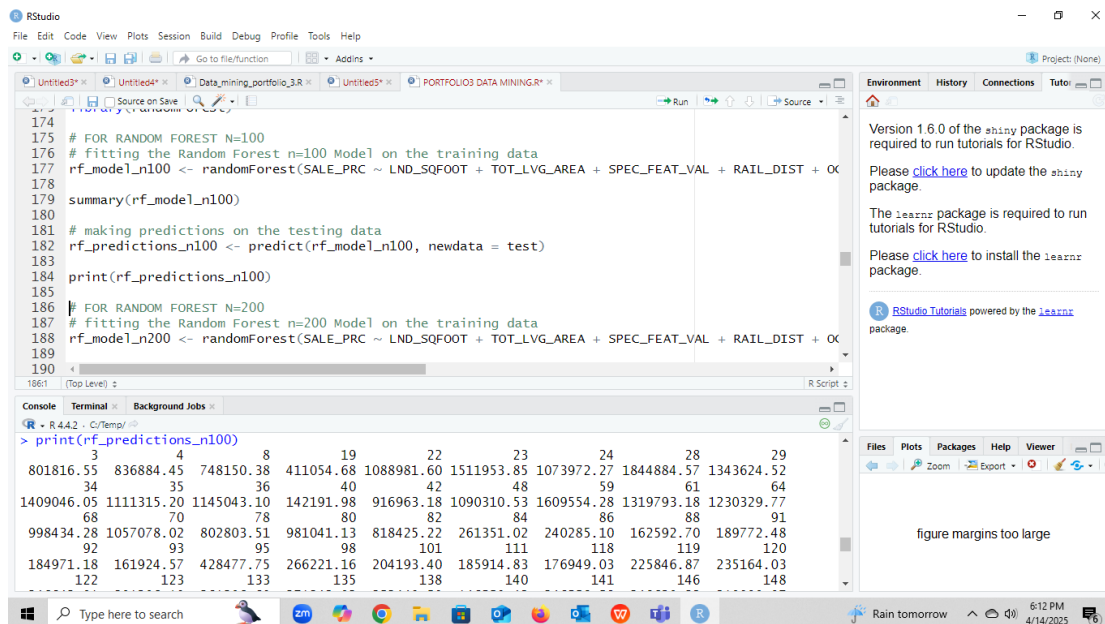 RStudio
File Edit Code View Plots Session Build Debug Profile Tools Help
Go to file/function Addins Project: (None)
Untitled3* Untitled4* Data_mining_portfolio_3.R Untitled5* PORTFOLIO3 DATA MINING.R*
Source on Save Run Source
174
175 # FOR RANDOM FOREST N=100
176 # fitting the Random Forest n=100 Model on the training data
177 rf_model_n100 <- randomForest(SALE_PRC ~ LND_SQFOOT + TOT_LVG_AREA + SPEC_FEAT_VAL + RAIL_DIST + OC
178
179 summary(rf_model_n100)
180
181 # making predictions on the testing data
182 rf_predictions_n100 <- predict(rf_model_n100, newdata = test)
183
184 print(rf_predictions_n100)
185
186 # FOR RANDOM FOREST N=200
187 # fitting the Random Forest n=200 Model on the training data
188 rf_model_n200 <- randomForest(SALE_PRC ~ LND_SQFOOT + TOT_LVG_AREA + SPEC_FEAT_VAL + RAIL_DIST + OC
189
190
186:1 (Top Level) R Script
Console Terminal Background Jobs
R 4.4.2 · C:/Temp/
> print(rf_predictions_n100)
3 4 8 19 22 23 24 28 29
801816.55 836884.45 748150.38 411054.68 1088981.60 1511953.85 1073972.27 1844884.57 1343624.52
34 35 36 40 42 48 59 61 64
1409046.05 1111315.20 1145043.10 142191.98 916963.18 1090310.53 1609554.28 1319793.18 1230329.77
68 70 78 80 82 84 86 88 91
998434.28 1057078.02 802803.51 981041.13 818425.22 261351.02 240285.10 162592.70 189772.48
92 93 95 98 101 111 118 119 120
184971.18 161924.57 428477.75 266221.16 204193.40 185914.83 176949.03 225846.87 235164.03
122 123 133 135 138 140 141 146 148
Environment History Connections Tutor
Version 1.6.0 of the shiny package is
required to run tutorials for RStudio.
Please click here to update the shiny
package.
The learnr package is required to run
tutorials for RStudio.
Please click here to install the learnr
package.
RStudio Tutorials powered by the learnr
package.
Files Plots Packages Help Viewer
Zoom Export
figure margins too large
Type here to search
zm
Rain tomorrow
6:12 PM
4/14/2025
6